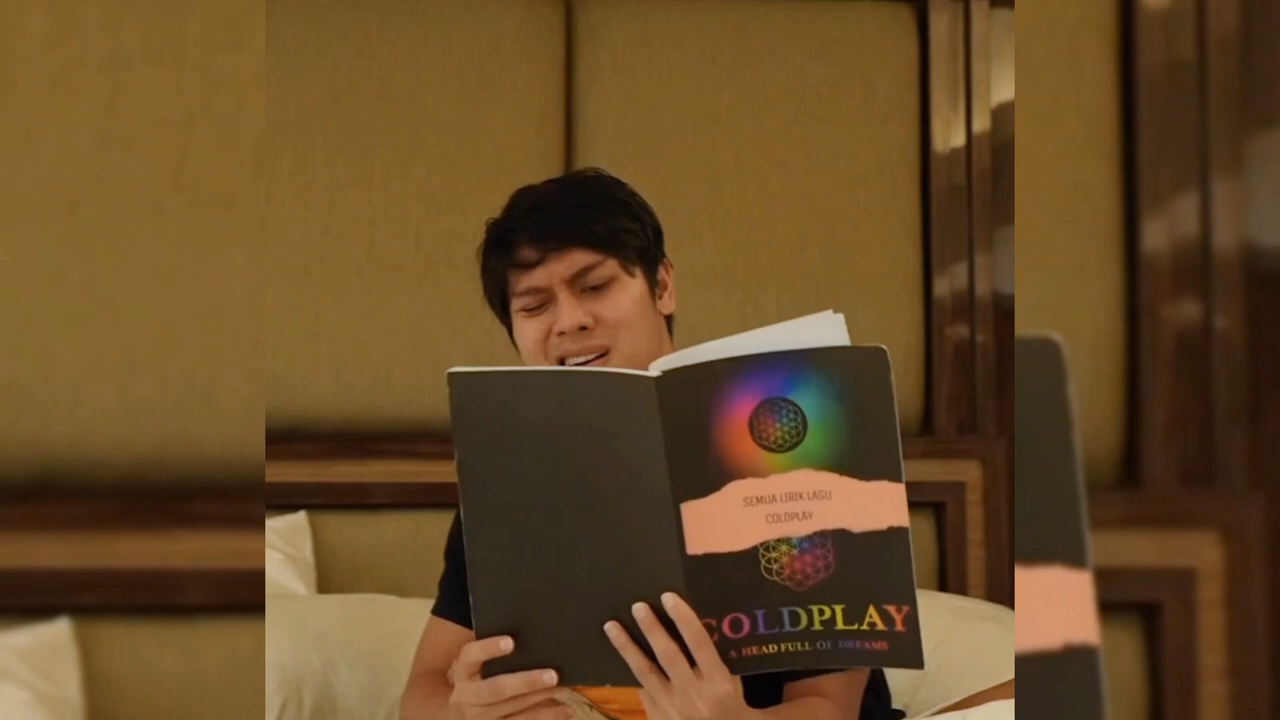 SEMUA LIRIK LAGU
COLDPLAY
COLDPLAY
A HEAD FULL OF DREAMS